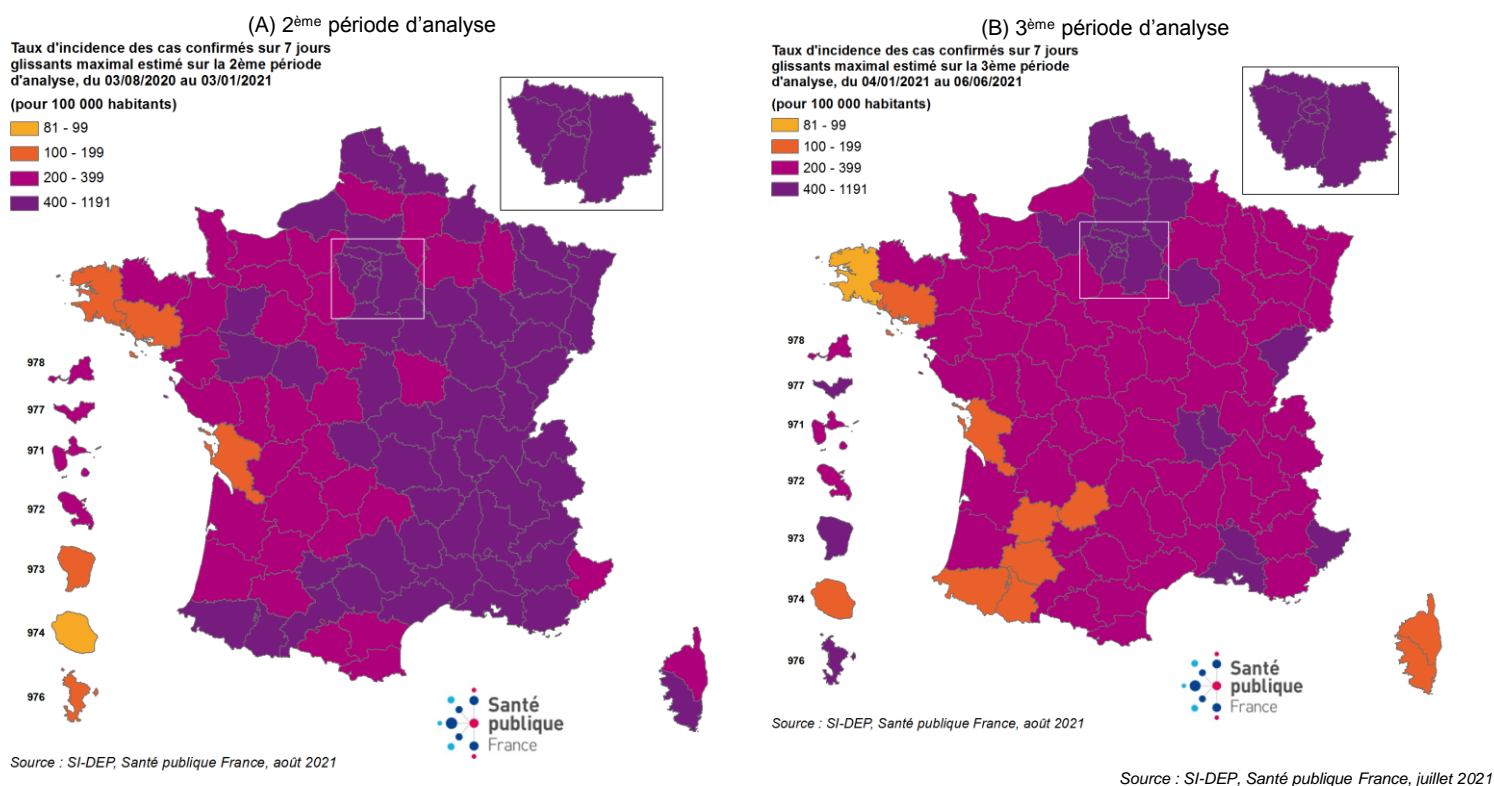 (A) 2ème période d'analyse
Taux d'incidence des cas confirmés sur 7 jours
glissants maximal estimé sur la 2ème période
d'analyse, du 03/08/2020 au 03/01/2021
(pour 100 000 habitants)
81 - 99
100 - 199
200 - 399
400 - 1191
978
977
971
972
973
974
976
Santé
publique
France
Source : SI-DEP, Santé publique France, août 2021
(B) 3ème période d'analyse
Taux d'incidence des cas confirmés sur 7 jours
glissants maximal estimé sur la 3ème période
d'analyse, du 04/01/2021 au 06/06/2021
(pour 100 000 habitants)
81 - 99
100 - 199
200 - 399
400 - 1191
978
977
971
972
973
974
976
Santé
publique
France
Source : SI-DEP, Santé publique France, août 2021
Source : SI-DEP, Santé publique France, juillet 2021